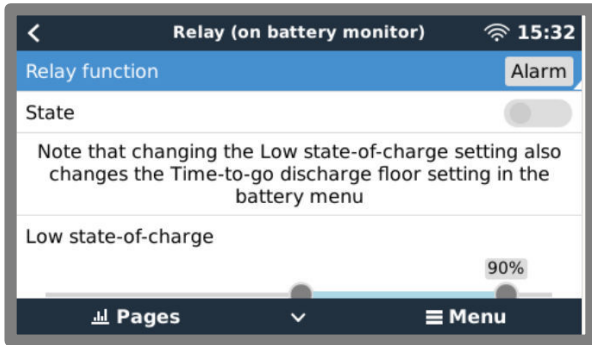 Relay (on battery monitor)
15:32
Relay function
Alarm
State
Note that changing the Low state-of-charge setting also
changes the Time-to-go discharge floor setting in the
battery menu
Low state-of-charge
90%
Pages
Menu